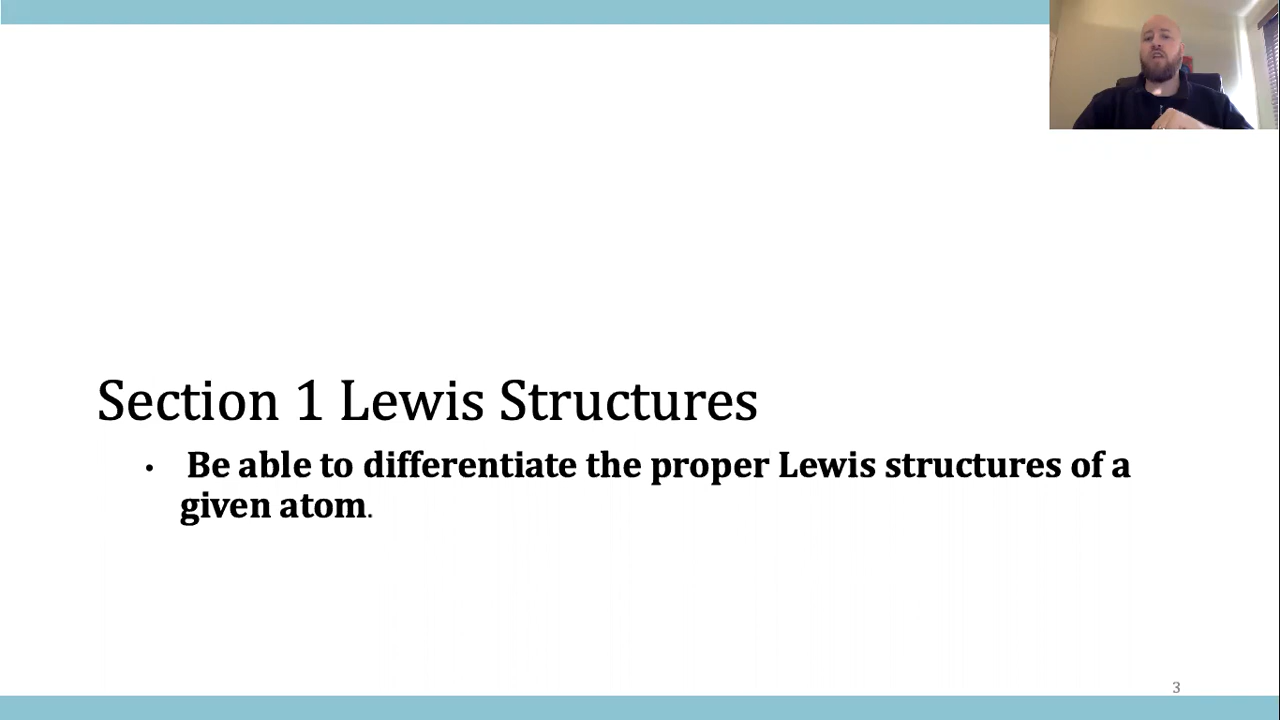 Section 1 Lewis Structures
• Be able to differentiate the proper Lewis structures of a
given atom.
3